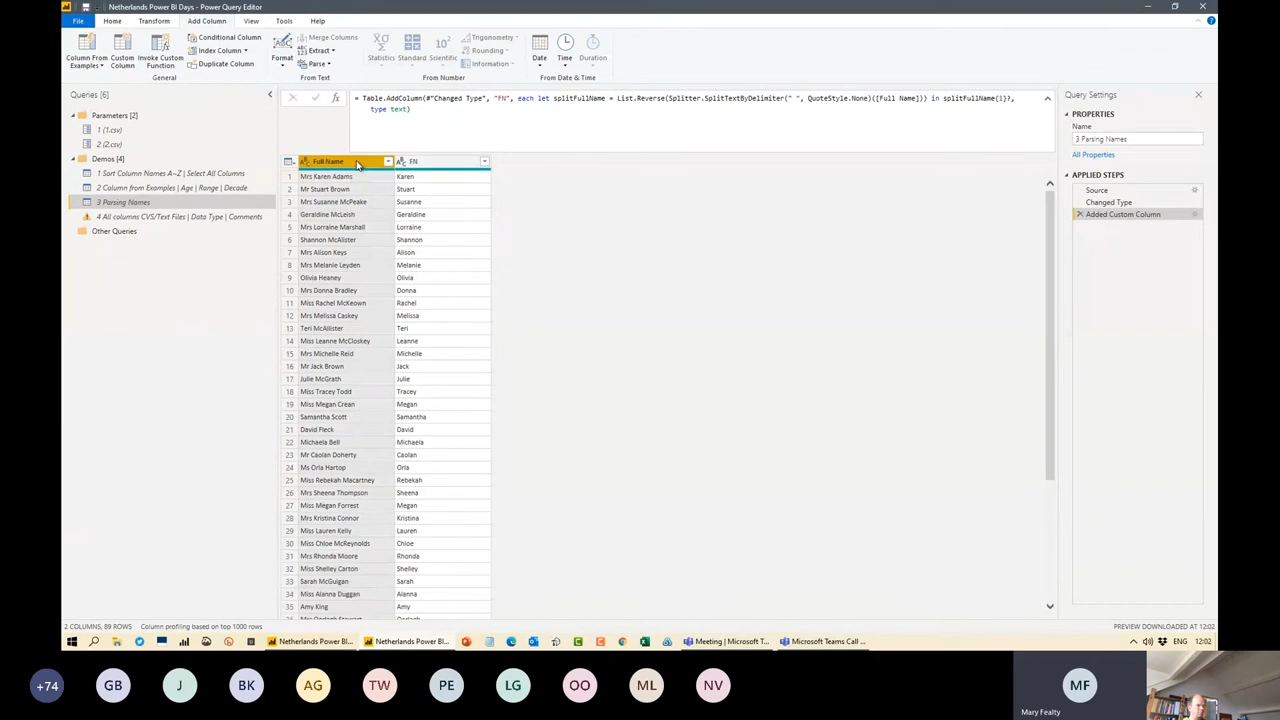 Netherlands Power BI Days - Power Query Editor
File
Home
Transform
Add Column
View
Tools
Help
Column From Examples
Custom Column
Invoke Custom Function
Conditional Column
Index Column
Duplicate Column
General
Format
Merge Columns
Extract
Parse
From Text
Statistics
Standard
Scientific
Trigonometry
Rounding
Information
From Number
Date
Time
Duration
From Date & Time
Queries [6]
Parameters [2]
1 (1.csv)
2 (2.csv)
Demos [4]
1 Sort Column Names A~Z | Select All Columns
2 Column from Examples | Age | Range | Decade
3 Parsing Names
4 All columns CVS/Text Files | Data Type | Comments
Other Queries
= Table.AddColumn(#"Changed Type", "FN", each let splitFullName = List.Reverse(Splitter.SplitTextByDelimiter(" ", QuoteStyle.None)([Full Name])) in splitFullName{1}?,
type text)
Full Name FN
1 Mrs Karen Adams Karen
2 Mr Stuart Brown Stuart
3 Mrs Susanne McPeake Susanne
4 Geraldine McLeish Geraldine
5 Mrs Lorraine Marshall Lorraine
6 Shannon McAlister Shannon
7 Mrs Alison Keys Alison
8 Mrs Melanie Leyden Melanie
9 Olivia Heaney Olivia
10 Mrs Donna Bradley Donna
11 Miss Rachel McKeown Rachel
12 Mrs Melissa Caskey Melissa
13 Teri McAllister Teri
14 Miss Leanne McCloskey Leanne
15 Mrs Michelle Reid Michelle
16 Mr Jack Brown Jack
17 Julie McGrath Julie
18 Miss Tracey Todd Tracey
19 Miss Megan Crean Megan
20 Samantha Scott Samantha
21 David Fleck David
22 Michaela Bell Michaela
23 Mr Caolan Doherty Caolan
24 Ms Orla Hartop Orla
25 Miss Rebekah Macartney Rebekah
26 Mrs Sheena Thompson Sheena
27 Miss Megan Forrest Megan
28 Mrs Kristina Connor Kristina
29 Miss Lauren Kelly Lauren
30 Miss Chloe McReynolds Chloe
31 Mrs Rhonda Moore Rhonda
32 Miss Shelley Carton Shelley
33 Sarah McGuigan Sarah
34 Miss Alanna Duggan Alanna
35 Amy King Amy
Query Settings
PROPERTIES
Name
3 Parsing Names
All Properties
APPLIED STEPS
Source
Changed Type
Added Custom Column
2 COLUMNS, 89 ROWS
Column profiling based on top 1000 rows
PREVIEW DOWNLOADED AT 12:02
Netherlands Power BI...
Netherlands Power BI...
Meeting | Microsoft T...
Microsoft Teams Call ...
ENG
12:02
+74
GB
J
BK
AG
TW
PE
LG
OO
ML
NV
MF
Mary Fealty